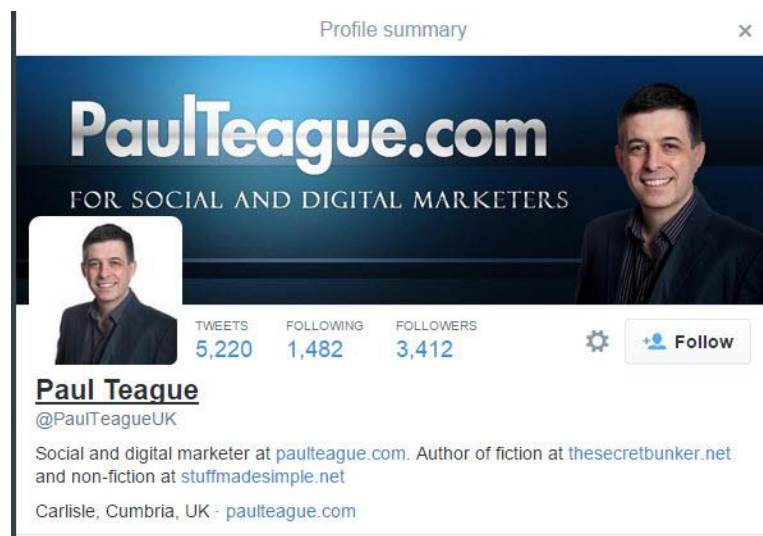 Profile summary ×
PaulTeague.com
FOR SOCIAL AND DIGITAL MARKETERS
TWEETS FOLLOWING FOLLOWERS
5,220 1,482 3,412
Follow
Paul Teague
@PaulTeagueUK
Social and digital marketer at paulteague.com. Author of fiction at thesecretbunker.net
and non-fiction at stuffmadesimple.net
Carlisle, Cumbria, UK · paulteague.com